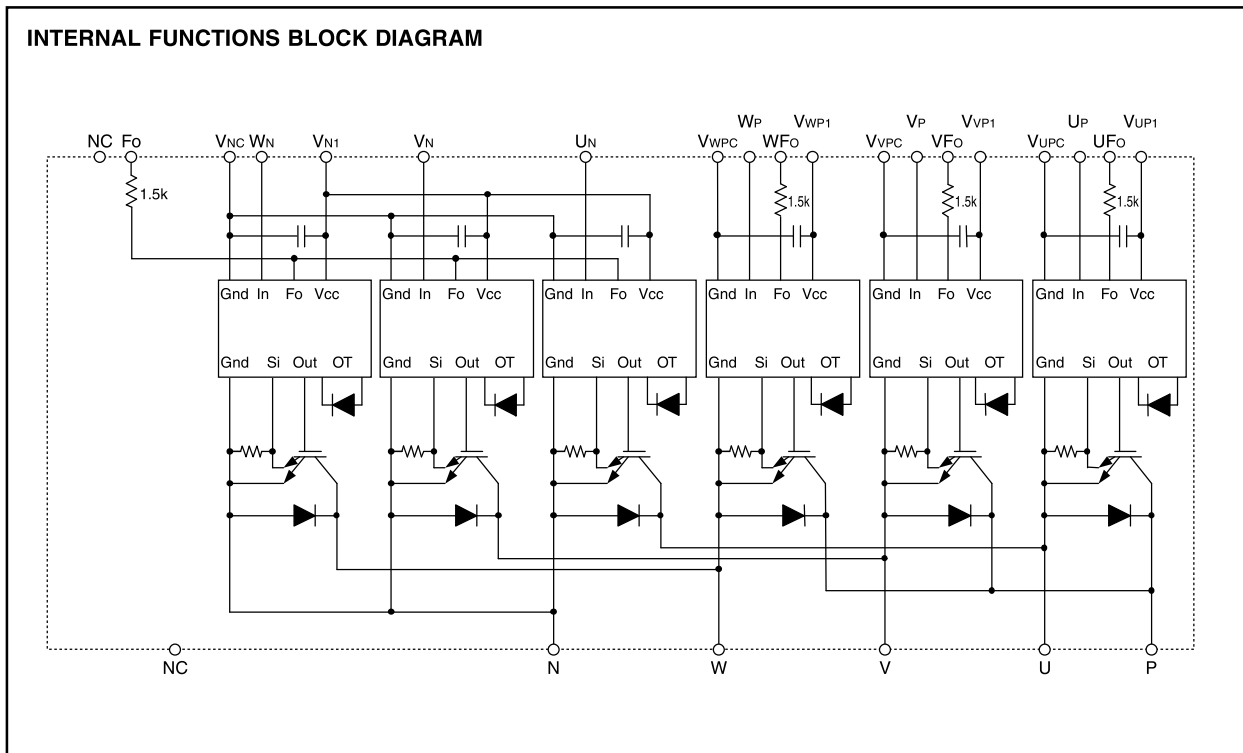 INTERNAL FUNCTIONS BLOCK DIAGRAM
WP VWP1 VP VVP1 UP VUP1
NC FO VNC WN VN1 VN UN VWPC WFO VVPC VFO VUPC UFO
1.5k 1.5k 1.5k 1.5k
Gnd In Fo Vcc Gnd In Fo Vcc Gnd In Fo Vcc Gnd In Fo Vcc Gnd In Fo Vcc Gnd In Fo Vcc
Gnd Si Out OT Gnd Si Out OT Gnd Si Out OT Gnd Si Out OT Gnd Si Out OT Gnd Si Out OT
NC N W V U P